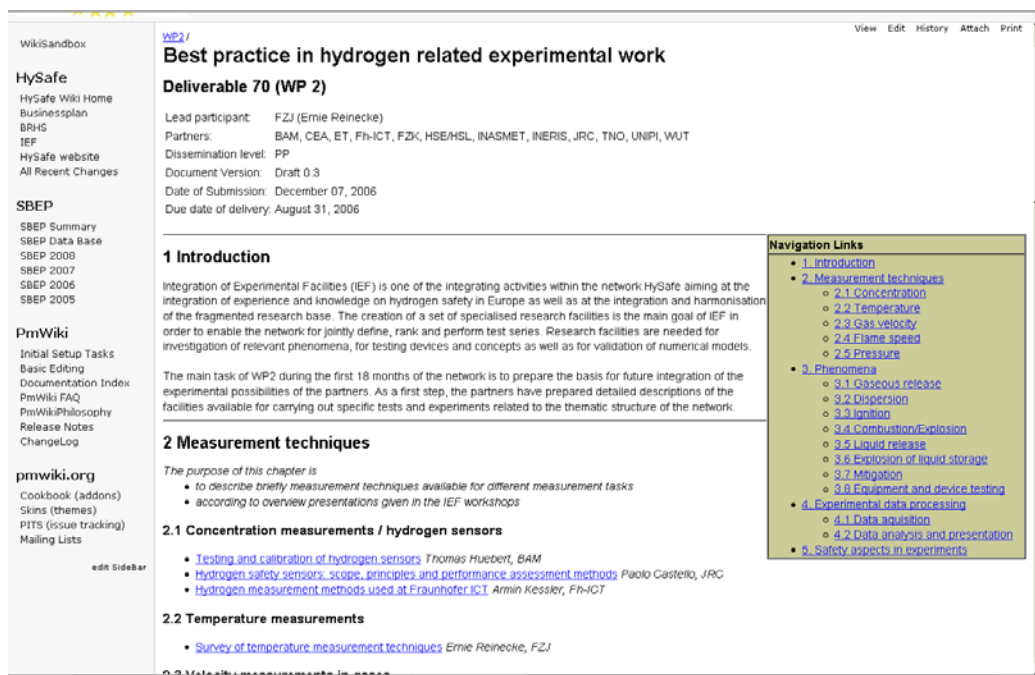 View Edit History Attach Print
WikiSandbox
HySafe
HySafe Wiki Home
Businessplan
BRHS
IEF
HySafe website
All Recent Changes
SBEP
SBEP Summary
SBEP Data Base
SBEP 2008
SBEP 2007
SBEP 2006
SBEP 2005
PmWiki
Initial Setup Tasks
Basic Editing
Documentation Index
PmWiki FAQ
PmWikiPhilosophy
Release Notes
ChangeLog
pmwiki.org
Cookbook (addons)
Skins (themes)
PITS (issue tracking)
Mailing Lists
edit SideBar
WP2 /
Best practice in hydrogen related experimental work
Deliverable 70 (WP 2)
Lead participant: FZJ (Ernie Reinecke)
Partners: BAM, CEA, ET, Fh-ICT, FZK, HSE/HSL, INASMET, INERIS, JRC, TNO, UNIPI, WUT
Dissemination level: PP
Document Version: Draft 0.3
Date of Submission: December 07, 2006
Due date of delivery: August 31, 2006
1 Introduction
Integration of Experimental Facilities (IEF) is one of the integrating activities within the network HySafe aiming at the
integration of experience and knowledge on hydrogen safety in Europe as well as at the integration and harmonisation
of the fragmented research base. The creation of a set of specialised research facilities is the main goal of IEF in
order to enable the network for jointly define, rank and perform test series. Research facilities are needed for
investigation of relevant phenomena, for testing devices and concepts as well as for validation of numerical models.
The main task of WP2 during the first 18 months of the network is to prepare the basis for future integration of the
experimental possibilities of the partners. As a first step, the partners have prepared detailed descriptions of the
facilities available for carrying out specific tests and experiments related to the thematic structure of the network.
2 Measurement techniques
The purpose of this chapter is
• to describe briefly measurement techniques available for different measurement tasks
• according to overview presentations given in the IEF workshops
2.1 Concentration measurements / hydrogen sensors
• Testing and calibration of hydrogen sensors Thomas Huebert, BAM
• Hydrogen safety sensors: scope, principles and performance assessment methods Paolo Castello, JRC
• Hydrogen measurement methods used at Fraunhofer ICT Armin Kessler, Fh-ICT
2.2 Temperature measurements
• Survey of temperature measurement techniques Ernie Reinecke, FZJ
2.3 Velocity measurements in gases
Navigation Links
• 1. Introduction
• 2. Measurement techniques
o 2.1 Concentration
o 2.2 Temperature
o 2.3 Gas velocity
o 2.4 Flame speed
o 2.5 Pressure
• 3. Phenomena
o 3.1 Gaseous release
o 3.2 Dispersion
o 3.3 Ignition
o 3.4 Combustion/Explosion
o 3.5 Liquid release
o 3.6 Explosion of liquid storage
o 3.7 Mitigation
o 3.8 Equipment and device testing
• 4. Experimental data processing
o 4.1 Data aquisition
o 4.2 Data analysis and presentation
• 5. Safety aspects in experiments